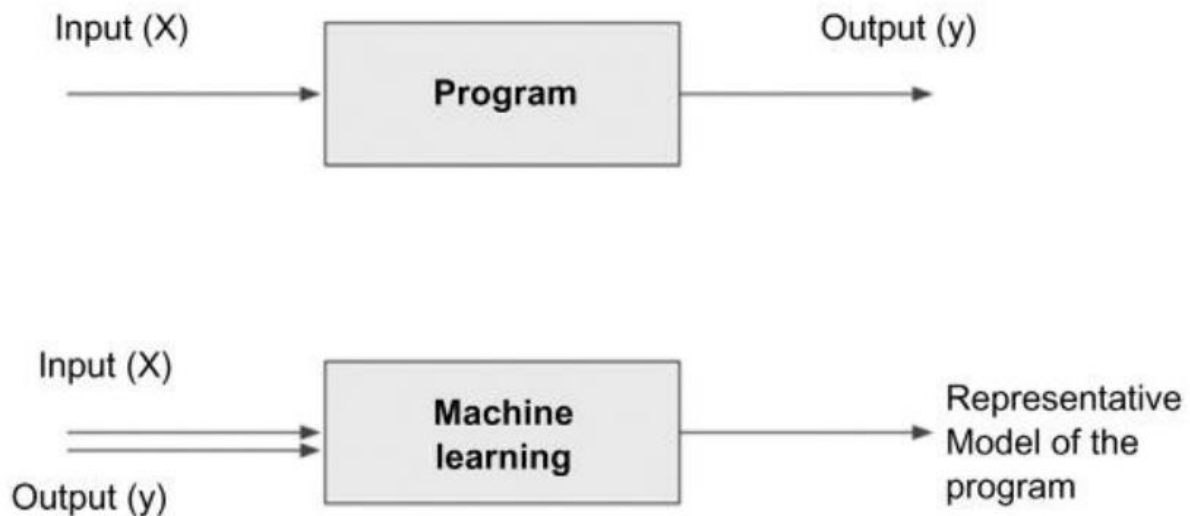 Input (X)
Output (y)
Program
Input (X)
Machine
learning
Output (y)
Representative
Model of the
program